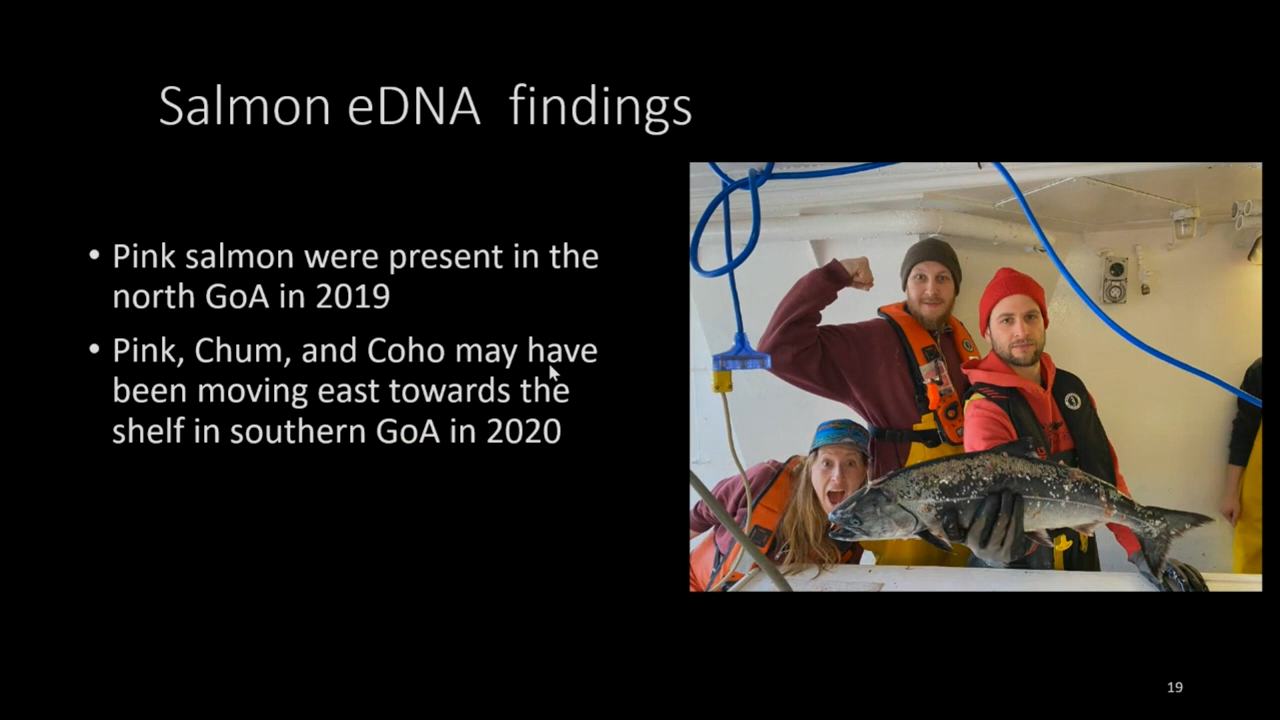 Salmon eDNA findings
• Pink salmon were present in the
north GoA in 2019
• Pink, Chum, and Coho may have
been moving east towards the
shelf in southern GoA in 2020
19